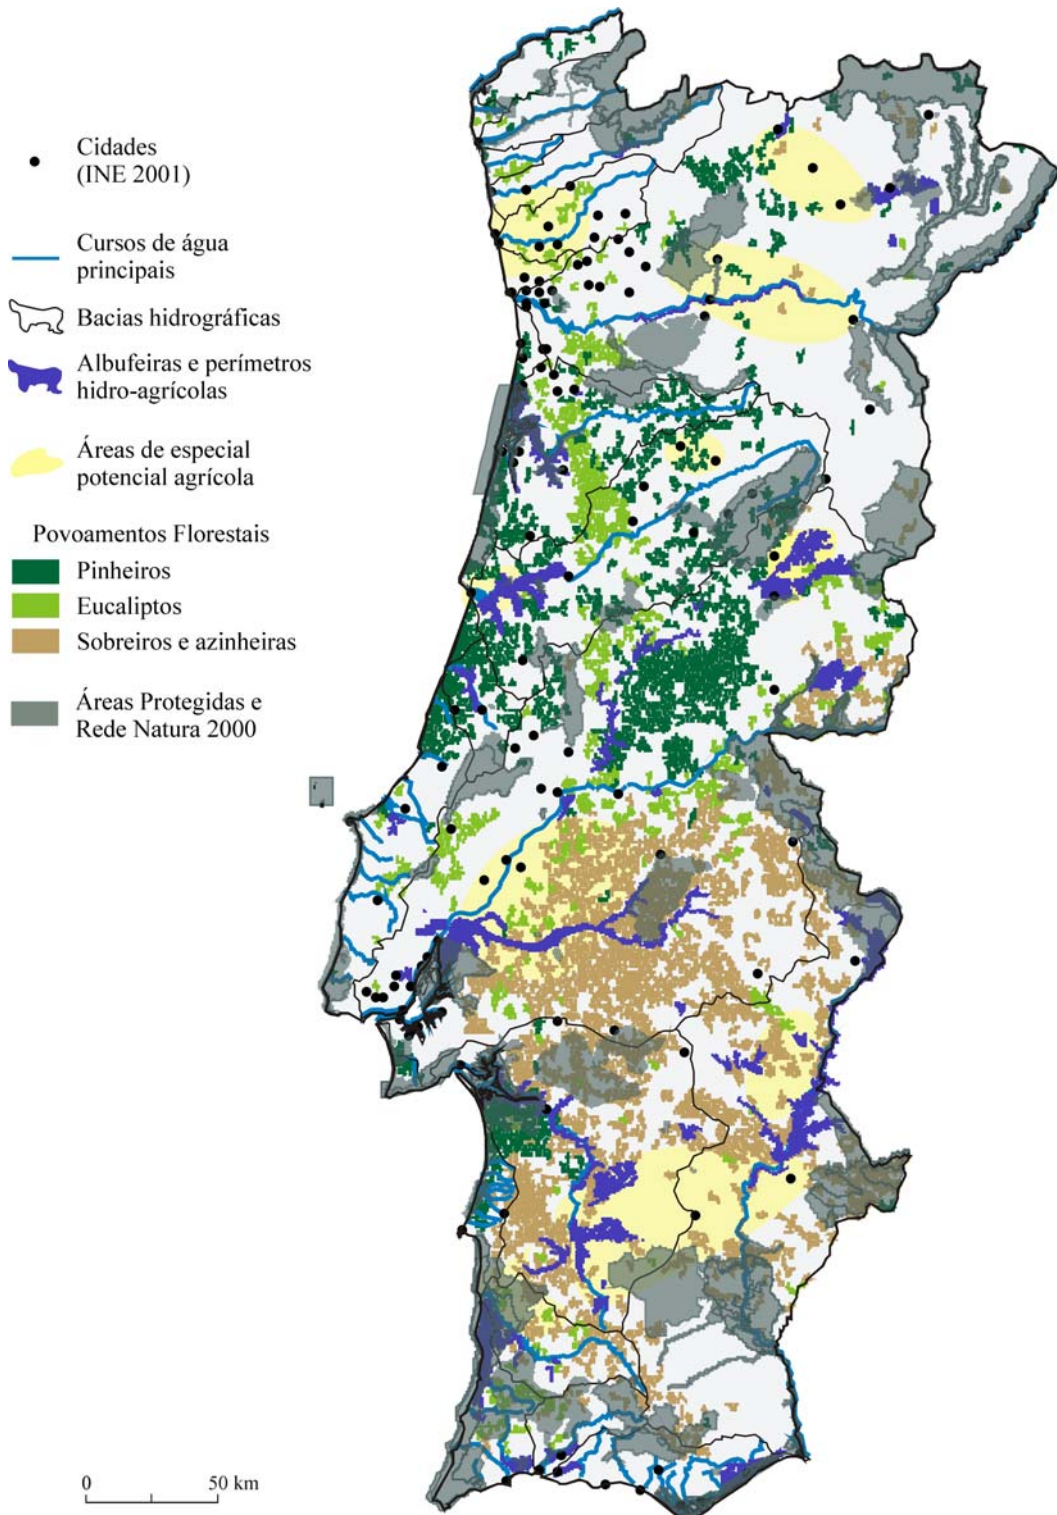 Cidades
(INE 2001)
Cursos de água
principais
Bacias hidrográficas
Albufeiras e perímetros
hidro-agrícolas
Áreas de especial
potencial agrícola
Povoamentos Florestais
Pinheiros
Eucaliptos
Sobreiros e azinheiras
Áreas Protegidas e
Rede Natura 2000
0 50 km